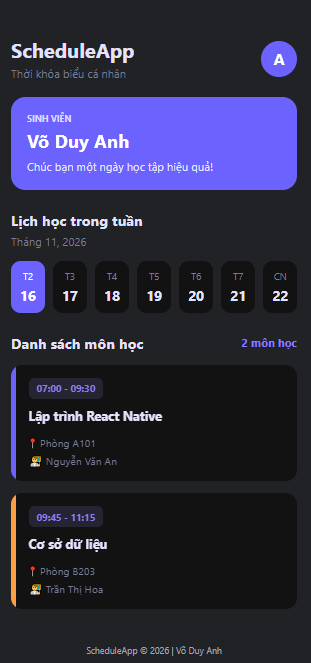 ScheduleApp
Thời khóa biểu cá nhân
A
SINH VIÊN
Võ Duy Anh
Chúc bạn một ngày học tập hiệu quả!
Lịch học trong tuần
Tháng 11, 2026
T2 T3 T4 T5 T6 T7 CN
16 17 18 19 20 21 22
Danh sách môn học
2 môn học
07:00 - 09:30
Lập trình React Native
Phòng A101
Nguyễn Văn An
09:45 - 11:15
Cơ sở dữ liệu
Phòng B203
Trần Thị Hoa
ScheduleApp © 2026 | Võ Duy Anh